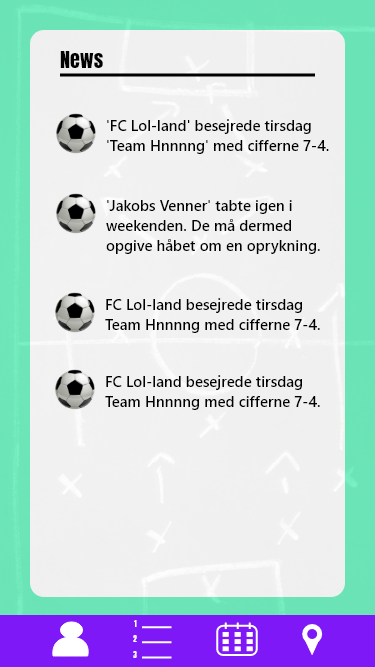 News
'FC Lol-land' besejrede tirsdag
'Team Hnnnng' med cifferne 7-4.
'Jakobs Venner' tabte igen i
weekenden. De må dermed
opgive håbet om en oprykning.
FC Lol-land besejrede tirsdag
Team Hnnnng med cifferne 7-4.
FC Lol-land besejrede tirsdag
Team Hnnnng med cifferne 7-4.
1
2
3